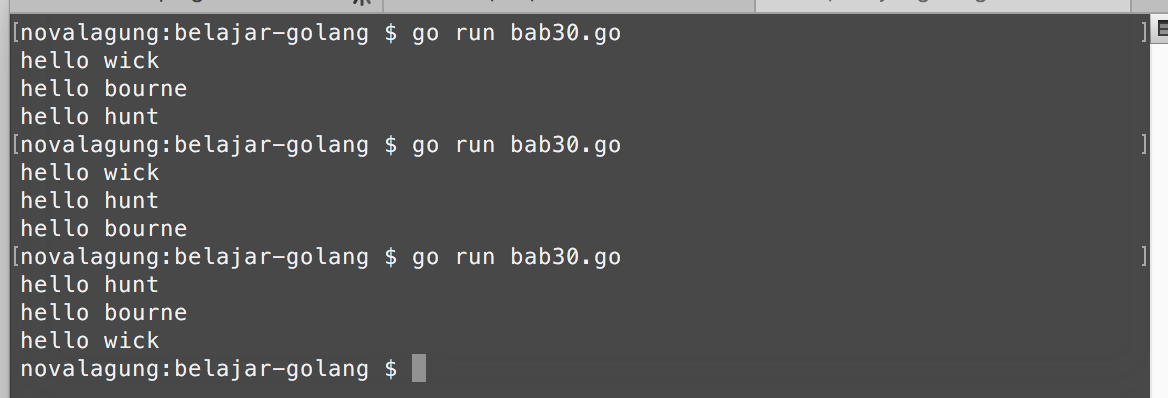 [novalagung:belajar-golang $ go run bab30.go ]
hello wick
hello bourne
hello hunt
[novalagung:belajar-golang $ go run bab30.go ]
hello wick
hello hunt
hello bourne
[novalagung:belajar-golang $ go run bab30.go ]
hello hunt
hello bourne
hello wick
novalagung:belajar-golang $